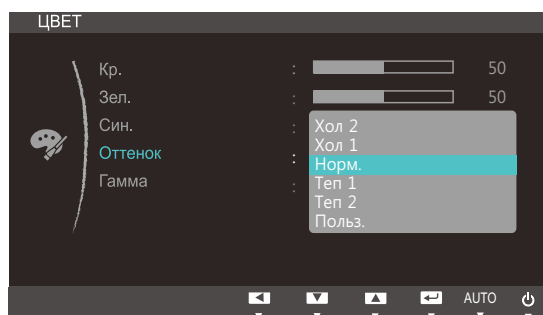 ЦВЕТ
Кр. : 50
Зел. : 50
Син. : Хол 2
Хол 1
Оттенок : Норм.
Гамма : Теп 1
Теп 2
Польз.
AUTO